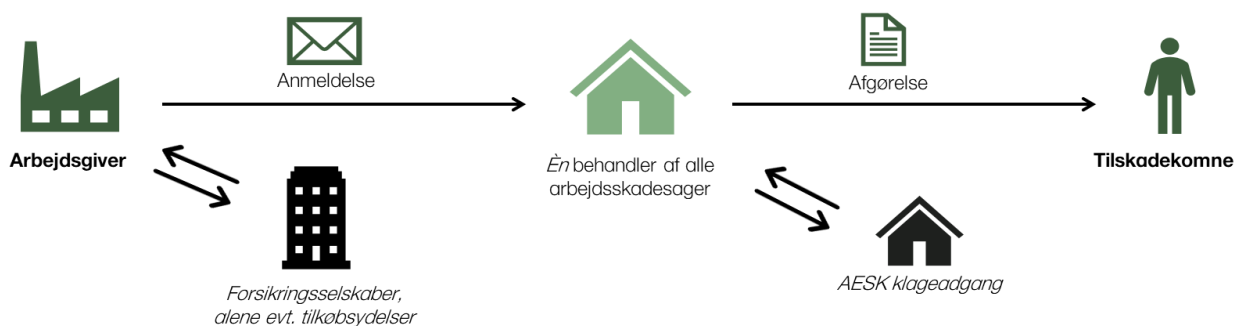 Anmeldelse
Afgørelse
Arbejdsgiver
Èn behandler af alle
arbejdsskadesager
Tilskadekomne
Forsikringsselskaber,
alene evt. tilkøbsydelser
AESK klageadgang